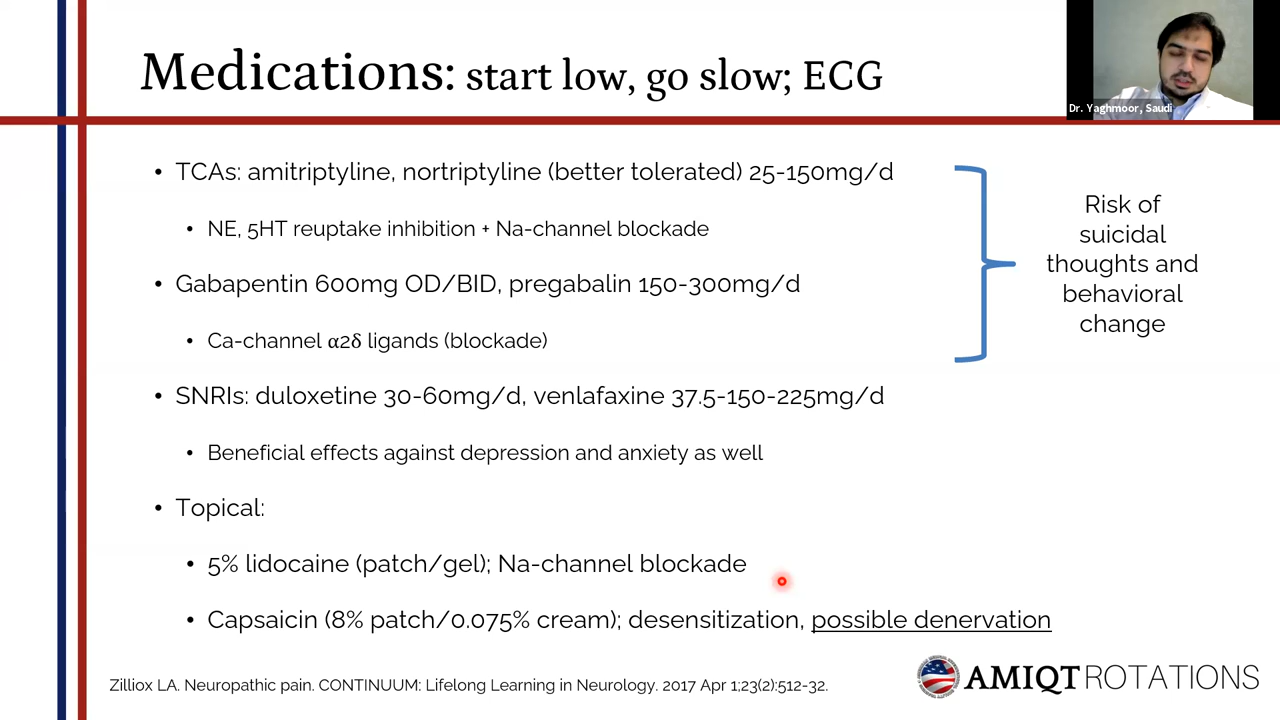 Medications: start low, go slow; ECG
Dr. Yaghmoor, Saudi
• TCAs: amitriptyline, nortriptyline (better tolerated) 25-150mg/d
• NE, 5HT reuptake inhibition + Na-channel blockade
• Gabapentin 600mg OD/BID, pregabalin 150-300mg/d
• Ca-channel α2δ ligands (blockade)
Risk of
suicidal
thoughts and
behavioral
change
• SNRIs: duloxetine 30-60mg/d, venlafaxine 37.5-150-225mg/d
• Beneficial effects against depression and anxiety as well
• Topical:
• 5% lidocaine (patch/gel); Na-channel blockade
• Capsaicin (8% patch/0.075% cream); desensitization, possible denervation
Zilliox LA. Neuropathic pain. CONTINUUM: Lifelong Learning in Neurology. 2017 Apr 1;23(2):512-32.
AMIQT ROTATIONS